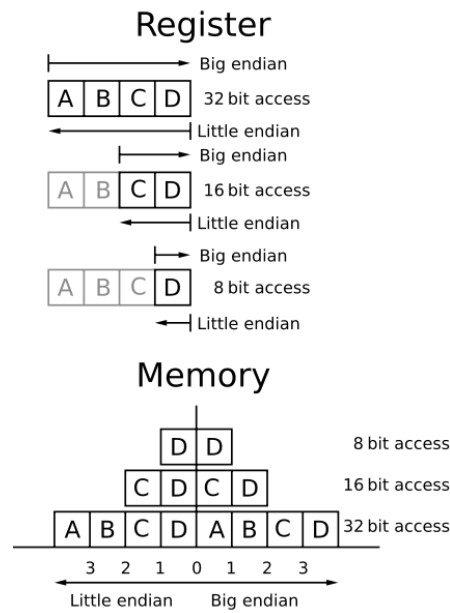 Register
Big endian
A B C D 32 bit access
Little endian
Big endian
A B C D 16 bit access
Little endian
Big endian
A B C D 8 bit access
Little endian
Memory
D D 8 bit access
C D C D 16 bit access
A B C D A B C D 32 bit access
3 2 1 0 1 2 3
Little endian Big endian